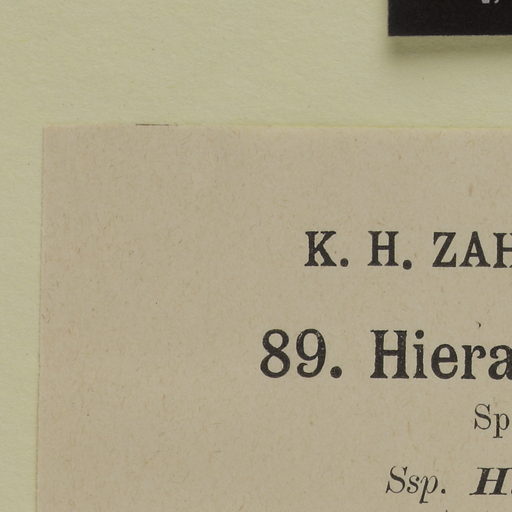 K. H. ZAH
89. Hiera
Sp
Ssp. H.